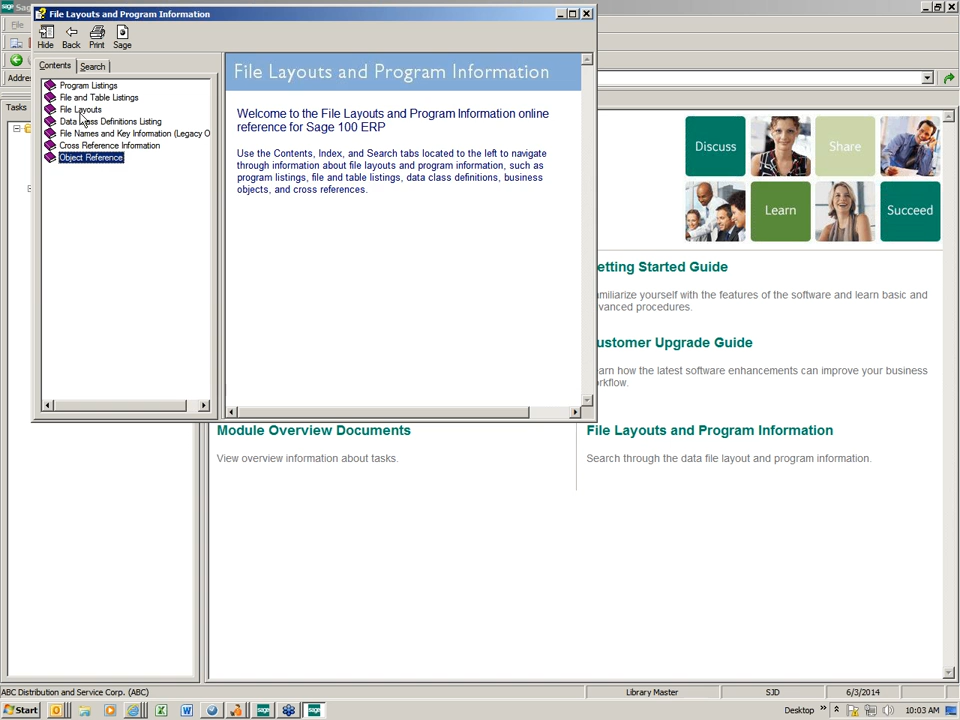 Sag
File Layouts and Program Information
File
Hide Back Print Sage
Addre
Contents Search
Tasks
Program Listings
File and Table Listings
File Layouts
Data Class Definitions Listing
File Names and Key Information (Legacy O
Cross Reference Information
Object Reference
File Layouts and Program Information
Welcome to the File Layouts and Program Information online
reference for Sage 100 ERP
Use the Contents, Index, and Search tabs located to the left to navigate
through information about file layouts and program information, such as
program listings, file and table listings, data class definitions, business
objects, and cross references.
Discuss
Share
Learn
Succeed
etting Started Guide
amiliarize yourself with the features of the software and learn basic and
vanced procedures.
ustomer Upgrade Guide
arn how the latest software enhancements can improve your business
orkflow.
Module Overview Documents
View overview information about tasks.
File Layouts and Program Information
Search through the data file layout and program information.
ABC Distribution and Service Corp. (ABC)
Library Master
SJD
6/3/2014
Start
sage
sage
Desktop
10:03 AM